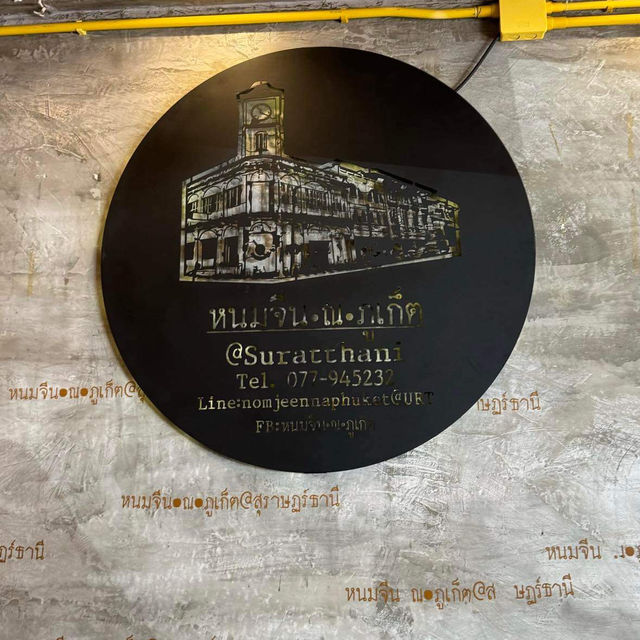 หนมจีน•ณ•ภูเก็ต
@Suratthani
Tel. 077-945232
Line:nomjeennaphuket@URT
FB:หนมจีน•ณ•ภูเก็ต
หนมจีน•ณ•ภูเก็ต@สุ
ราษฎร์ธานี
หนมจีน•ณ•ภูเก็ต@สุราษฎร์ธานี
ฎร์ธานี
หนมจีน
หนมจีน ณ•ภูเก็ต@ส ษฎร์ธานี